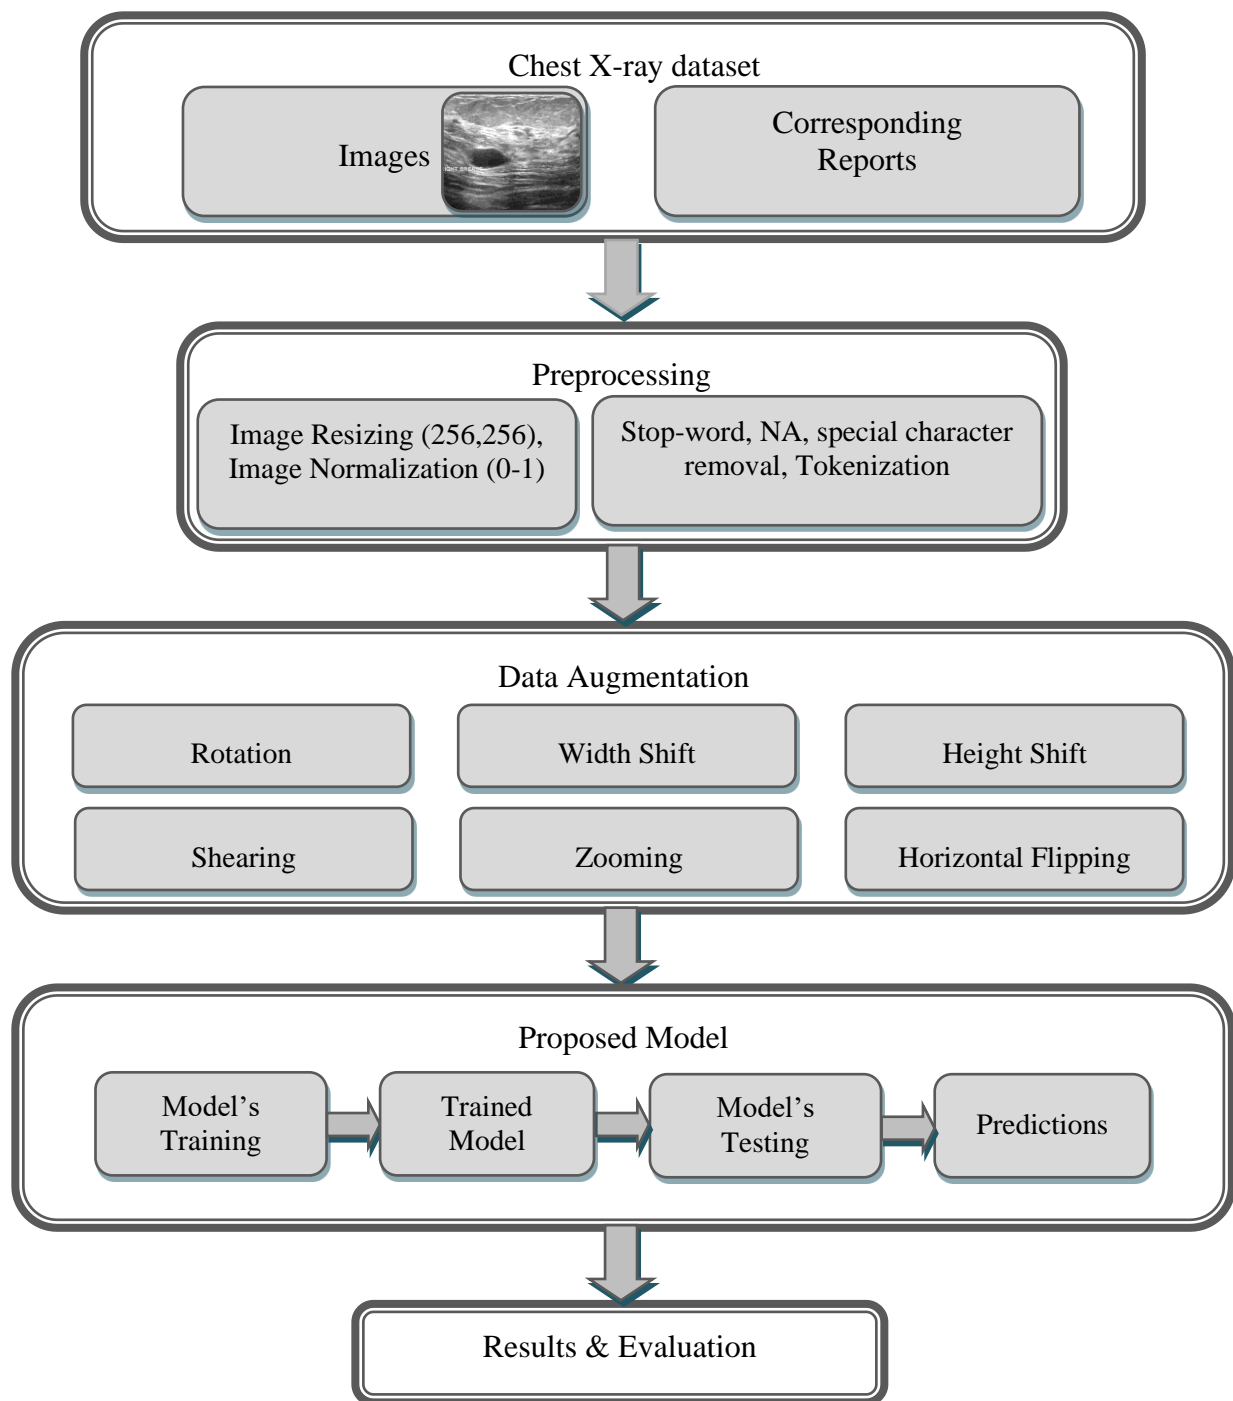 Chest X-ray dataset
Images
Corresponding
Reports
Preprocessing
Image Resizing (256,256),
Image Normalization (0-1)
Stop-word, NA, special character
removal, Tokenization
Data Augmentation
Rotation
Width Shift
Height Shift
Shearing
Zooming
Horizontal Flipping
Proposed Model
Model’s
Training
Trained
Model
Model’s
Testing
Predictions
Results & Evaluation